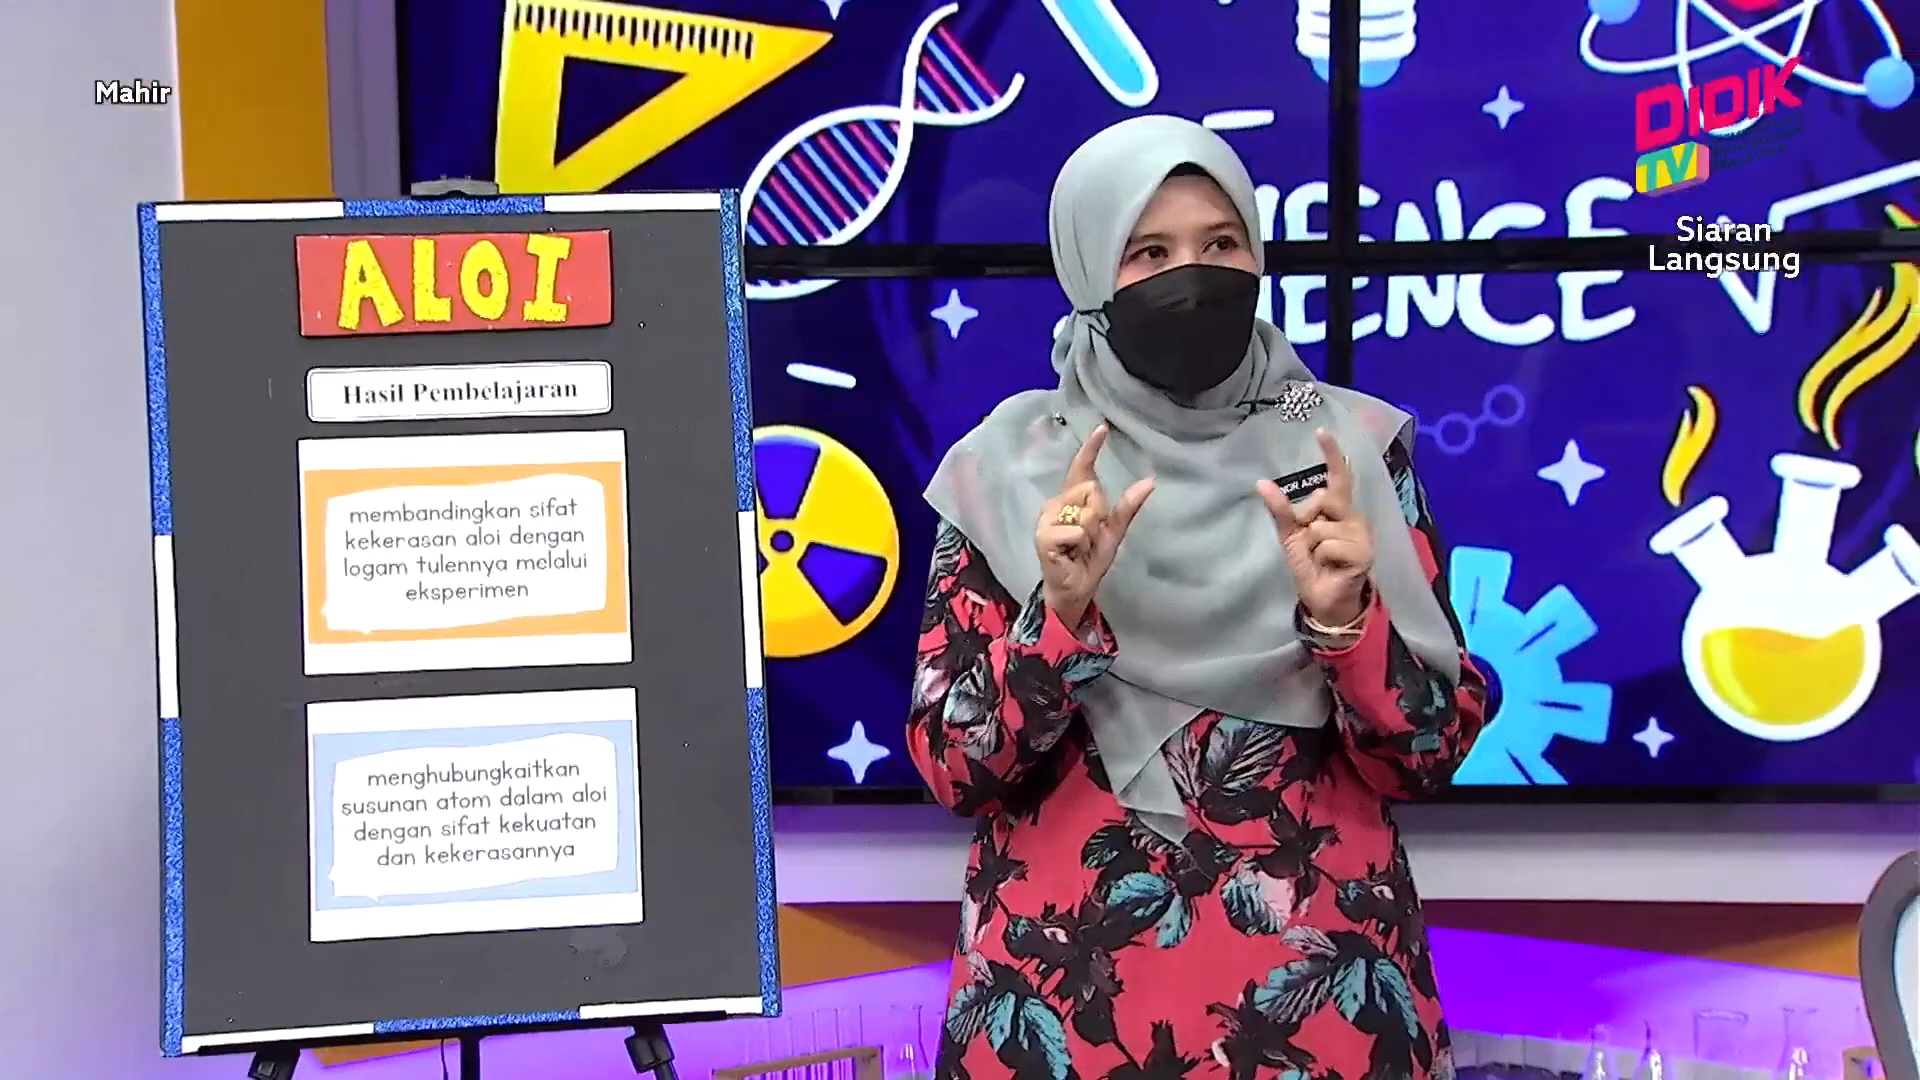 Mahir
DIDIK
TV
Siaran
Langsung
ALOI
Hasil Pembelajaran
membandingkan sifat
kekerasan aloi dengan
logam tulennya melalui
eksperimen
menghubungkaitkan
susunan atom dalam aloi
dengan sifat kekuatan
dan kekerasannya